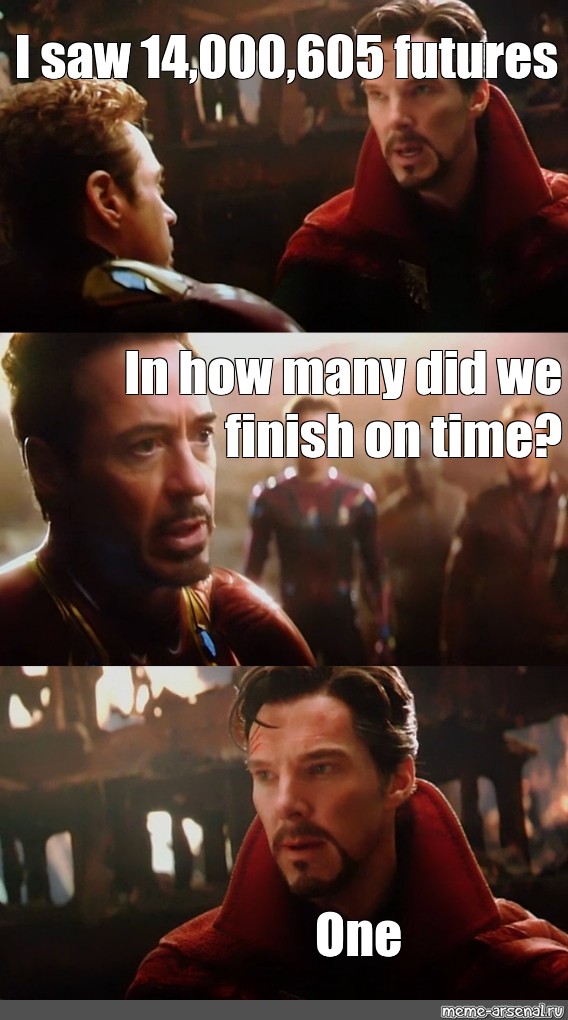 I saw 14,000,605 futures
In how many did we
finish on time?
One
meme-arsenal.ru